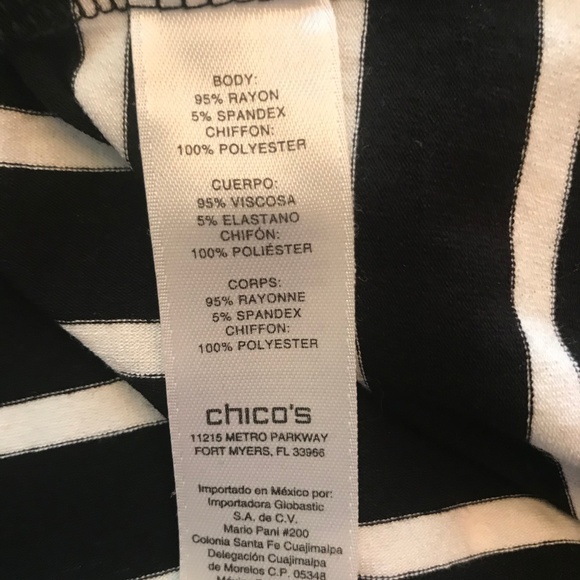 BODY:
95% RAYON
5% SPANDEX
CHIFFON:
100% POLYESTER
CUERPO:
95% VISCOSA
5% ELASTANO
CHIFÓN:
100% POLIÉSTER
CORPS:
95% RAYONNE
5% SPANDEX
CHIFFON:
100% POLYESTER
chico's
11215 METRO PARKWAY
FORT MYERS, FL 33966
Importado en México por:
Importadora Globastic
S.A. de C.V.
Mario Pani #200
Colonia Santa Fe Cuajimalpa
Delegación Cuajimalpa
de Morelos C.P. 05348